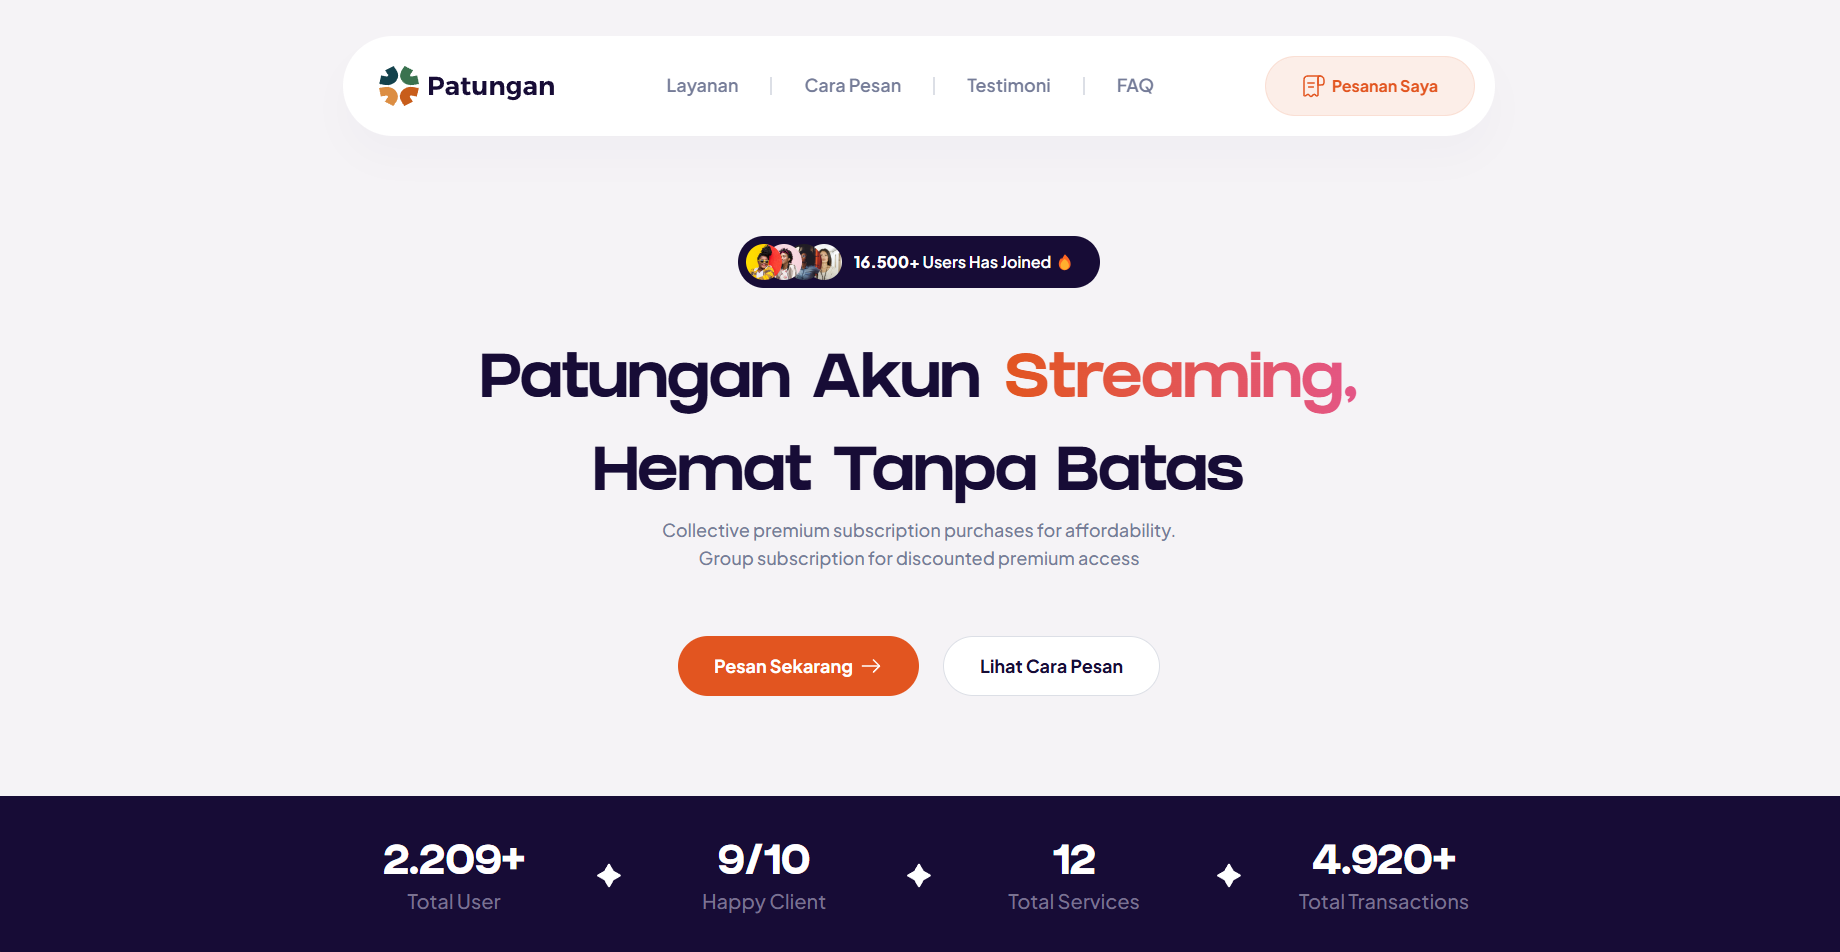 Patungan
Layanan
Cara Pesan
Testimoni
FAQ
Pesanan Saya
16.500+ Users Has Joined 🔥
Patungan Akun Streaming,
Hemat Tanpa Batas
Collective premium subscription purchases for affordability.
Group subscription for discounted premium access
Pesan Sekarang →
Lihat Cara Pesan
2.209+
Total User
9/10
Happy Client
12
Total Services
4.920+
Total Transactions